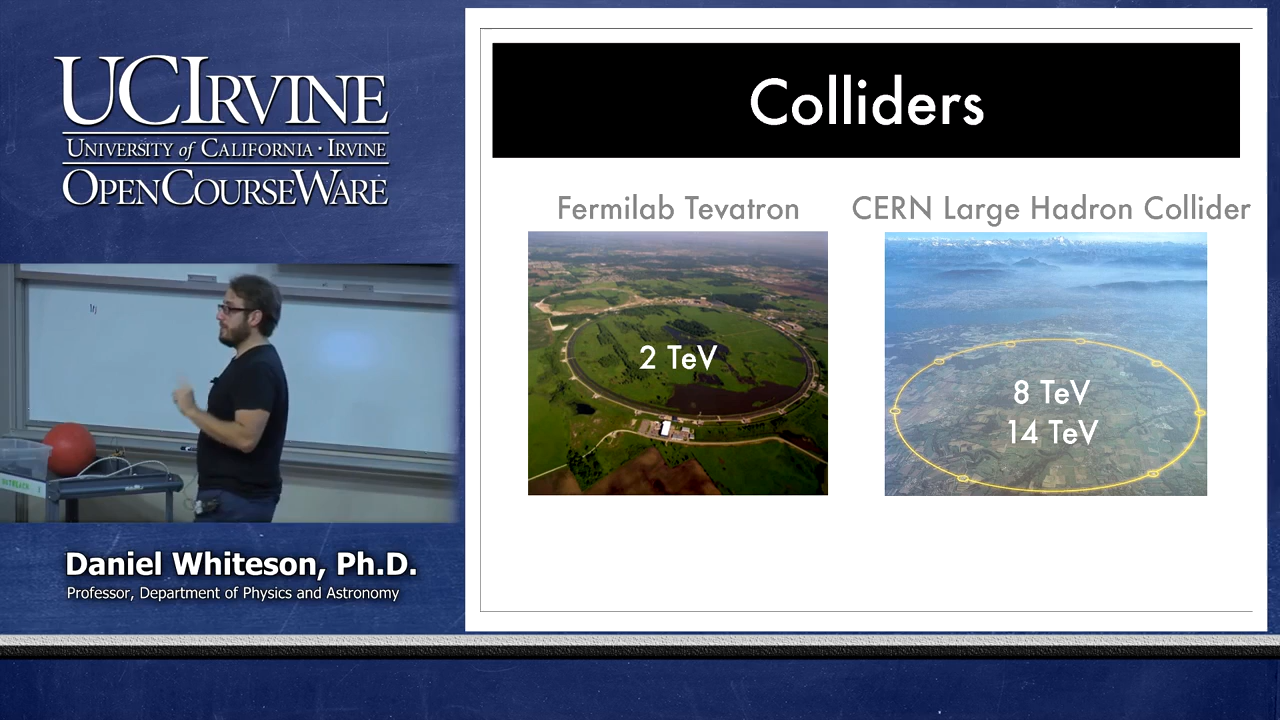 UCIRVINE
UNIVERSITY of CALIFORNIA · IRVINE
OPENCOURSEWARE
Colliders
Fermilab Tevatron
CERN Large Hadron Collider
2 TeV
8 TeV
14 TeV
Daniel Whiteson, Ph.D.
Professor, Department of Physics and Astronomy